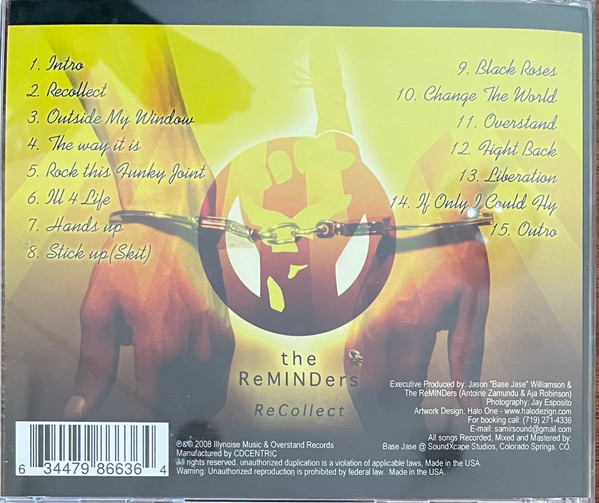 1. Intro
2. Recollect
3. Outside My Window
4. The way it is
5. Rock this Funky Joint
6. Ill 4 Life
7. Hands up
8. Stick up(Skit)
9. Black Roses
10. Change The World
11. Overstand
12. Fight Back
13. Liberation
14. If Only I Could Fly
15. Outro
the
ReMINDers
ReCollect
Executive Produced by: Jason "Base Jase" Williamson &
The ReMINDers (Antoine Zamundu & Aja Robinson)
Photography: Jay Esposito
Artwork Design: Halo One - www.halodezign.com
For booking call: (719) 271-4336
E-mail: samirsound@gmail.com
All songs Recorded, Mixed and Mastered by:
Base Jase @ SoundXcape Studios, Colorado Springs, CO.
℗&© 2008 Illynoise Music & Overstand Records
Manufactured by CDCENTRIC
All rights reserved, unauthorized duplication is a violation of applicable laws, Made in the USA.
Warning: Unauthorized reproduction is prohibited by federal law. Made in the USA.
6 34479 86636 4